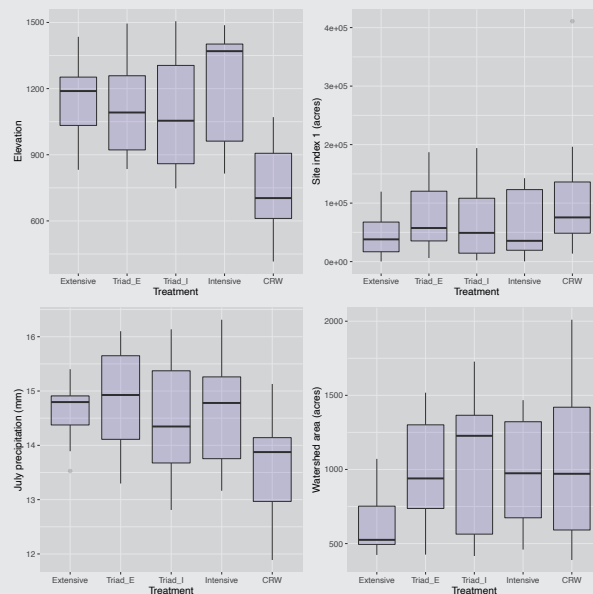 1500
1200
900
600
Elevation
Extensive Triad_E Triad_I Intensive CRW
Treatment
4e+05
3e+05
2e+05
1e+05
0e+00
Site index 1 (acres)
Extensive Triad_E Triad_I Intensive CRW
Treatment
16
15
14
13
12
July precipitation (mm)
Extensive Triad_E Triad_I Intensive CRW
Treatment
2000
1500
1000
500
Watershed area (acres)
Extensive Triad_E Triad_I Intensive CRW
Treatment